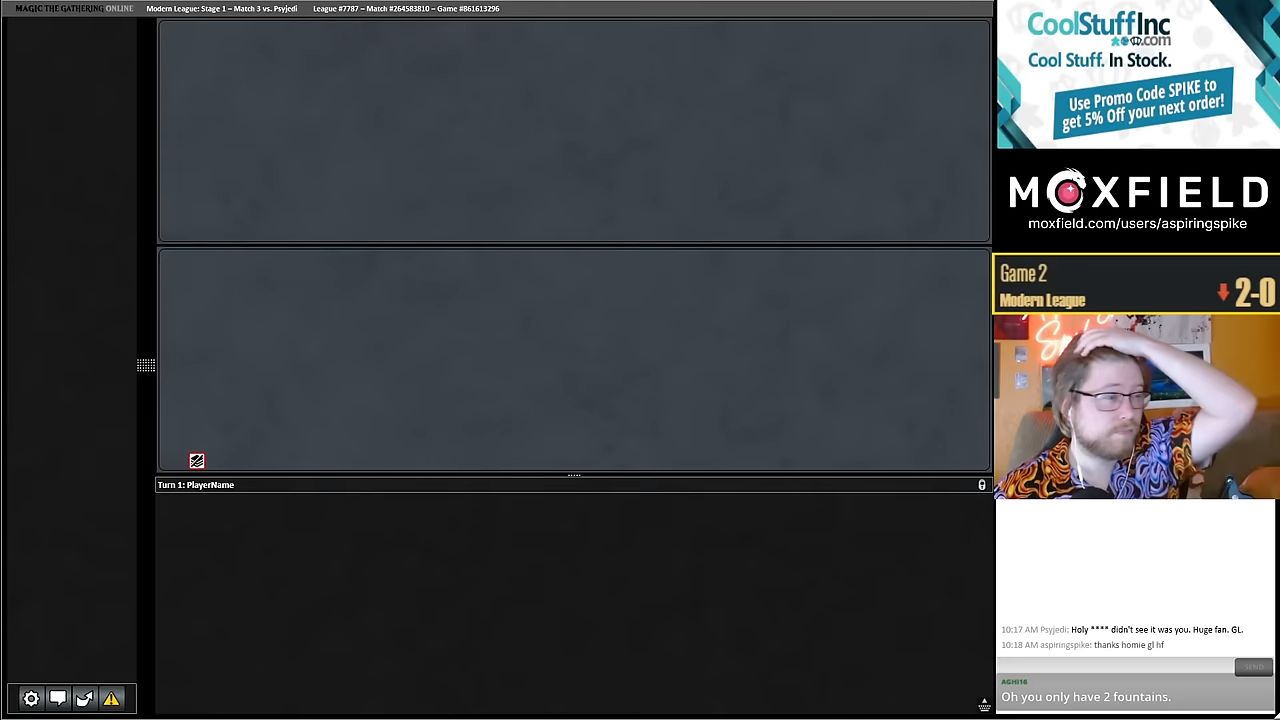 MAGIC THE GATHERING ONLINE Modern League: Stage 1 – Match 3 vs. Psyjedi League #7787 – Match #264583810 – Game #861613296
CoolStuffInc
.com
Cool Stuff. In Stock.
Use Promo Code SPIKE to
get 5% Off your next order!
MOXFIELD
moxfield.com/users/aspiringspike
Game 2
Modern League
2-0
Turn 1: PlayerName
10:17 AM Psyjedi: Holy **** didn't see it was you. Huge fan. GL.
10:18 AM aspiringspike: thanks homie gl hf
SEND
AGHI16
Oh you only have 2 fountains.